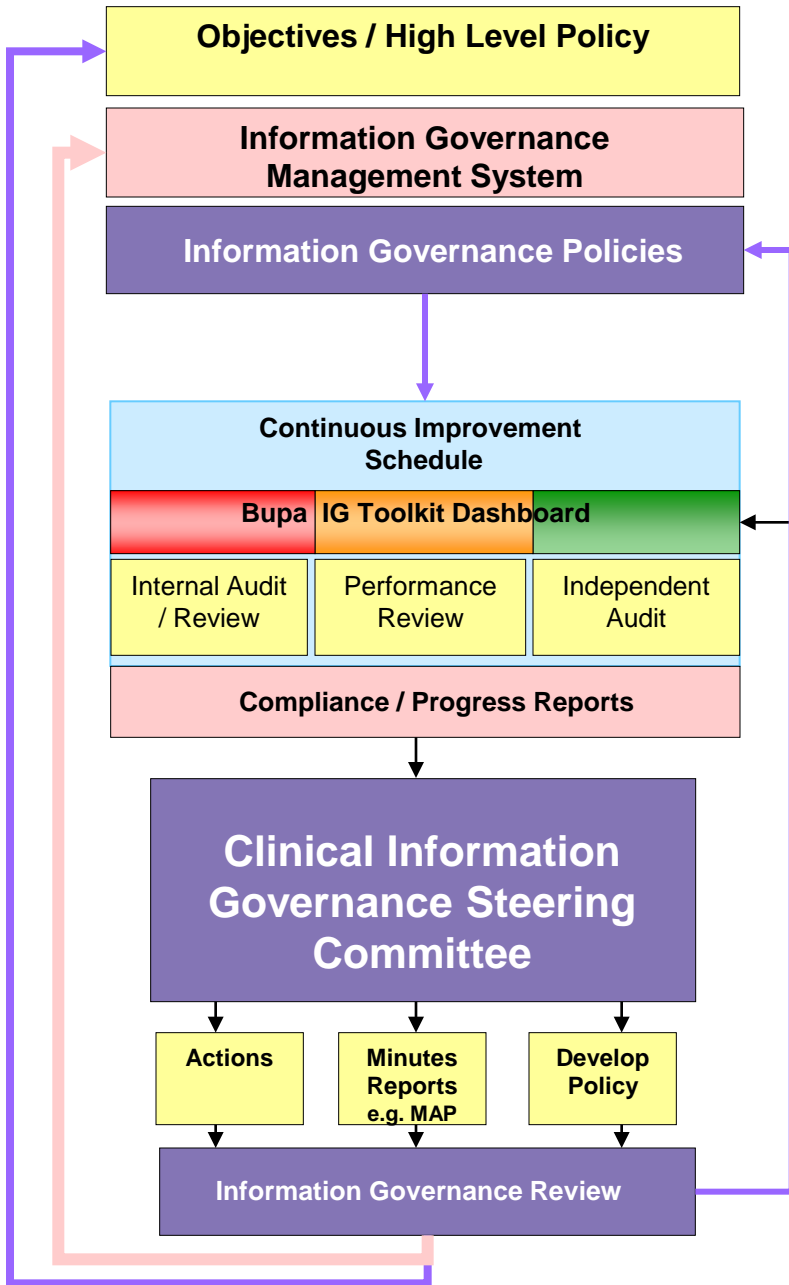 Objectives / High Level Policy
Information Governance
Management System
Information Governance Policies
Continuous Improvement
Schedule
Bupa IG Toolkit Dashboard
Internal Audit
/ Review
Performance
Review
Independent
Audit
Compliance / Progress Reports
Clinical Information
Governance Steering
Committee
Actions
Minutes
Reports
e.g. MAP
Develop
Policy
Information Governance Review